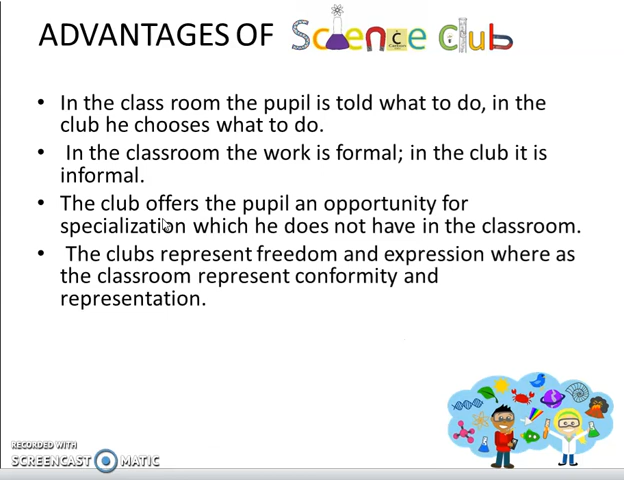 ADVANTAGES OF Science Club
• In the class room the pupil is told what to do, in the
club he chooses what to do.
• In the classroom the work is formal; in the club it is
informal.
• The club offers the pupil an opportunity for
specialization which he does not have in the classroom.
• The clubs represent freedom and expression where as
the classroom represent conformity and
representation.
RECORDED WITH
SCREENCAST MATIC